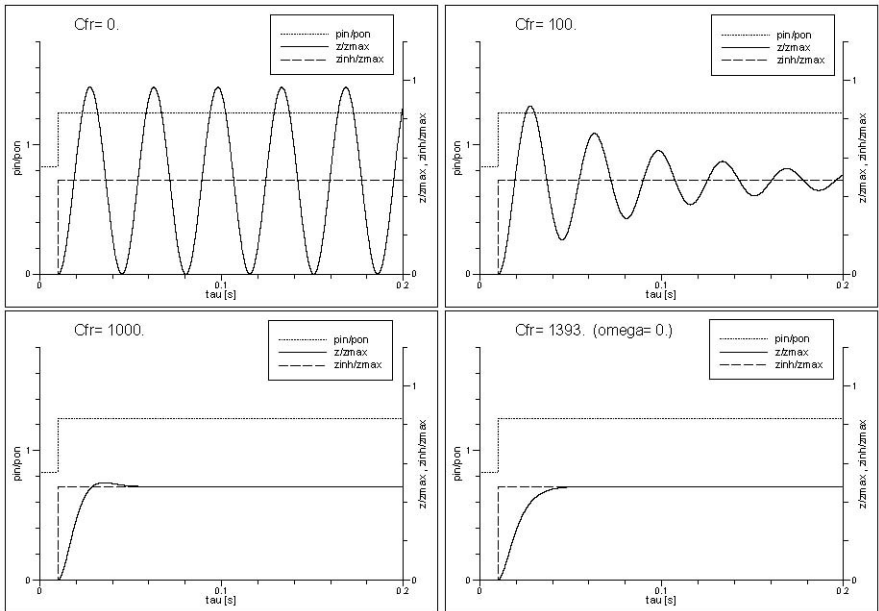 Cfr= 0.
pin/pon
z/zmax
zinh/zmax
1
1
pin/pon
z/zmax , zinh/zmax
0
0
0
0.1
0.2
tau [s]
Cfr= 100.
pin/pon
z/zmax
zinh/zmax
1
1
pin/pon
z/zmax , zinh/zmax
0
0
0
0.1
0.2
tau [s]
Cfr= 1000.
pin/pon
z/zmax
zinh/zmax
1
1
pin/pon
z/zmax , zinh/zmax
0
0
0
0.1
0.2
tau [s]
Cfr= 1393. (omega= 0.)
pin/pon
z/zmax
zinh/zmax
1
1
pin/pon
z/zmax , zinh/zmax
0
0
0
0.1
0.2
tau [s]